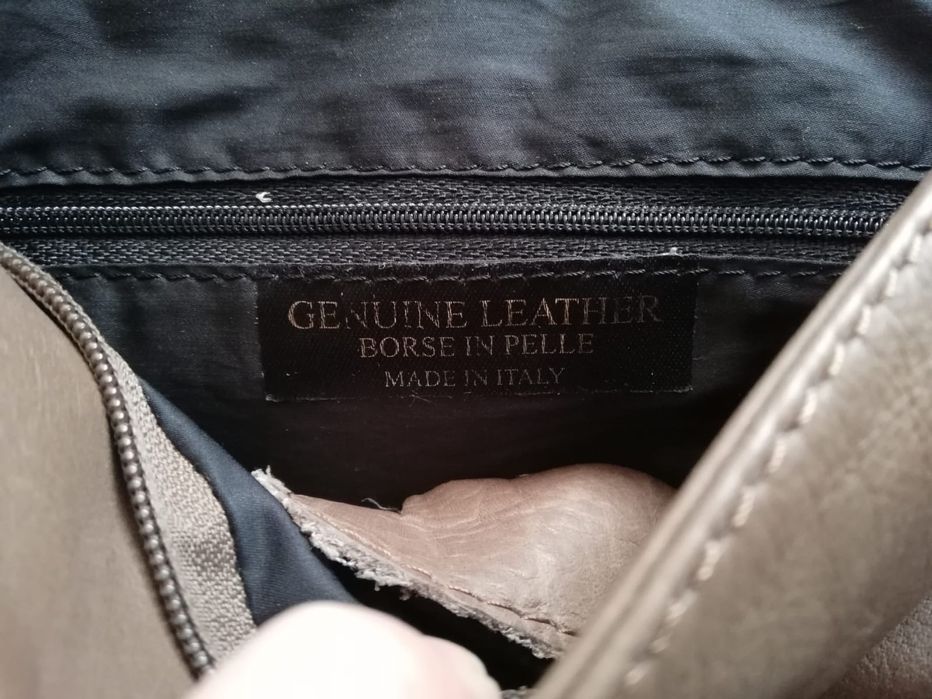 GENUINE LEATHER
BORSE IN PELLE
MADE IN ITALY